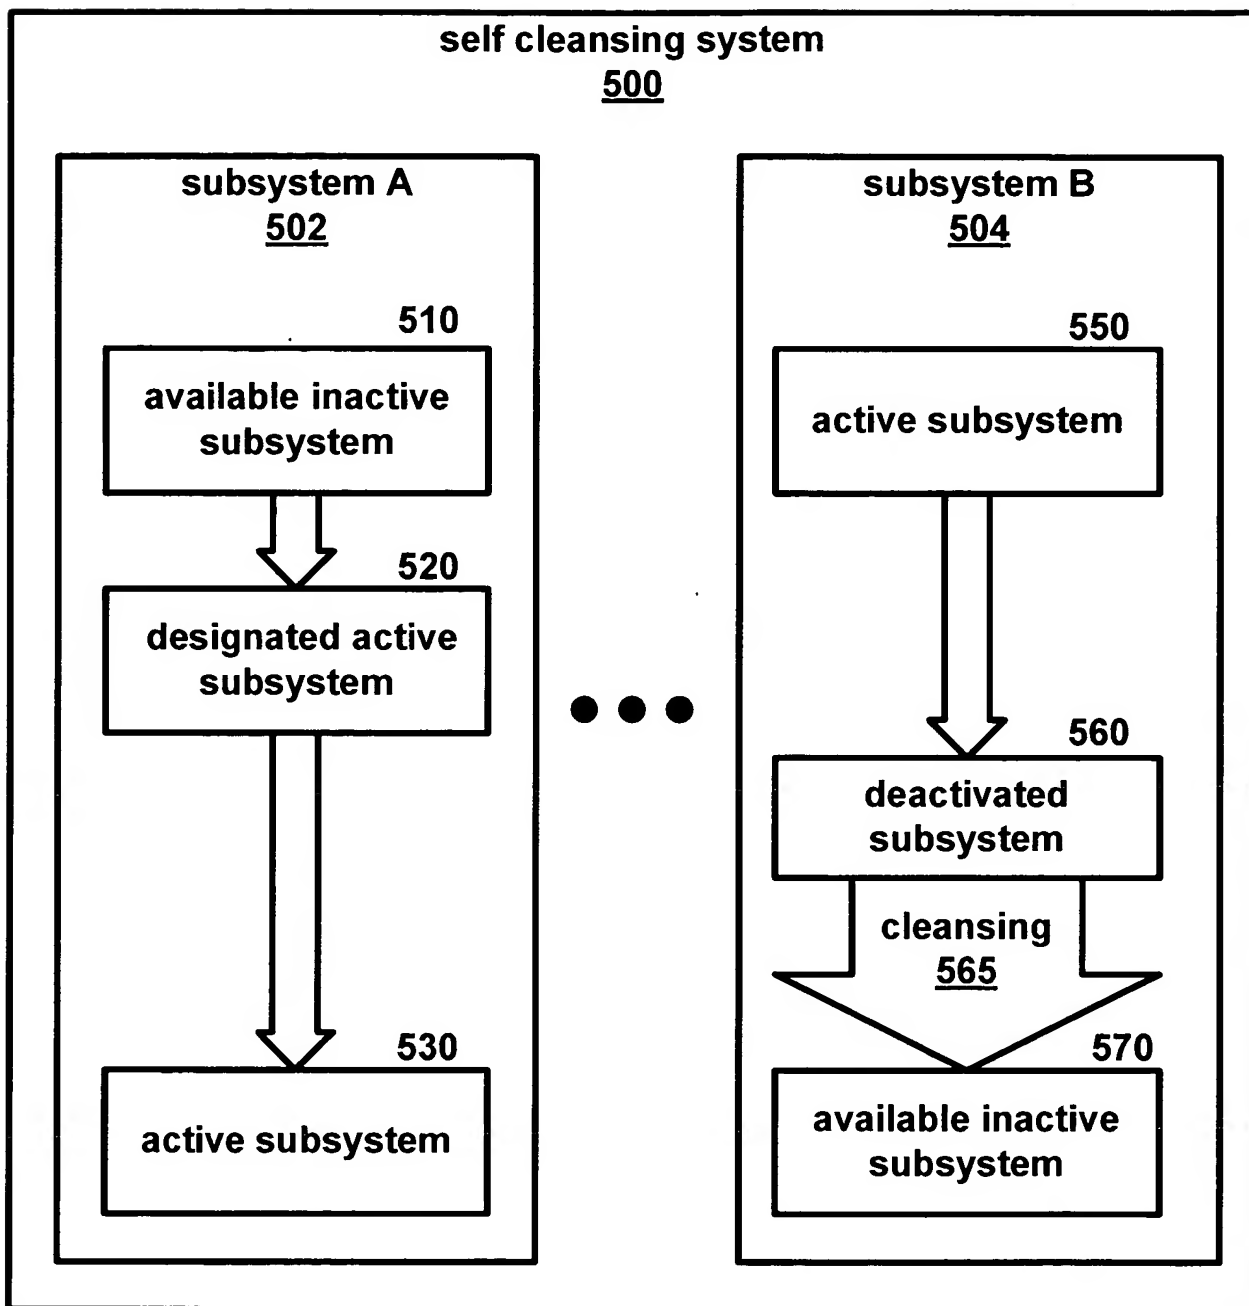 self cleansing system
500
subsystem A
502
510
available inactive
subsystem
520
designated active
subsystem
530
active subsystem
subsystem B
504
550
active subsystem
560
deactivated
subsystem
cleansing
565
570
available inactive
subsystem